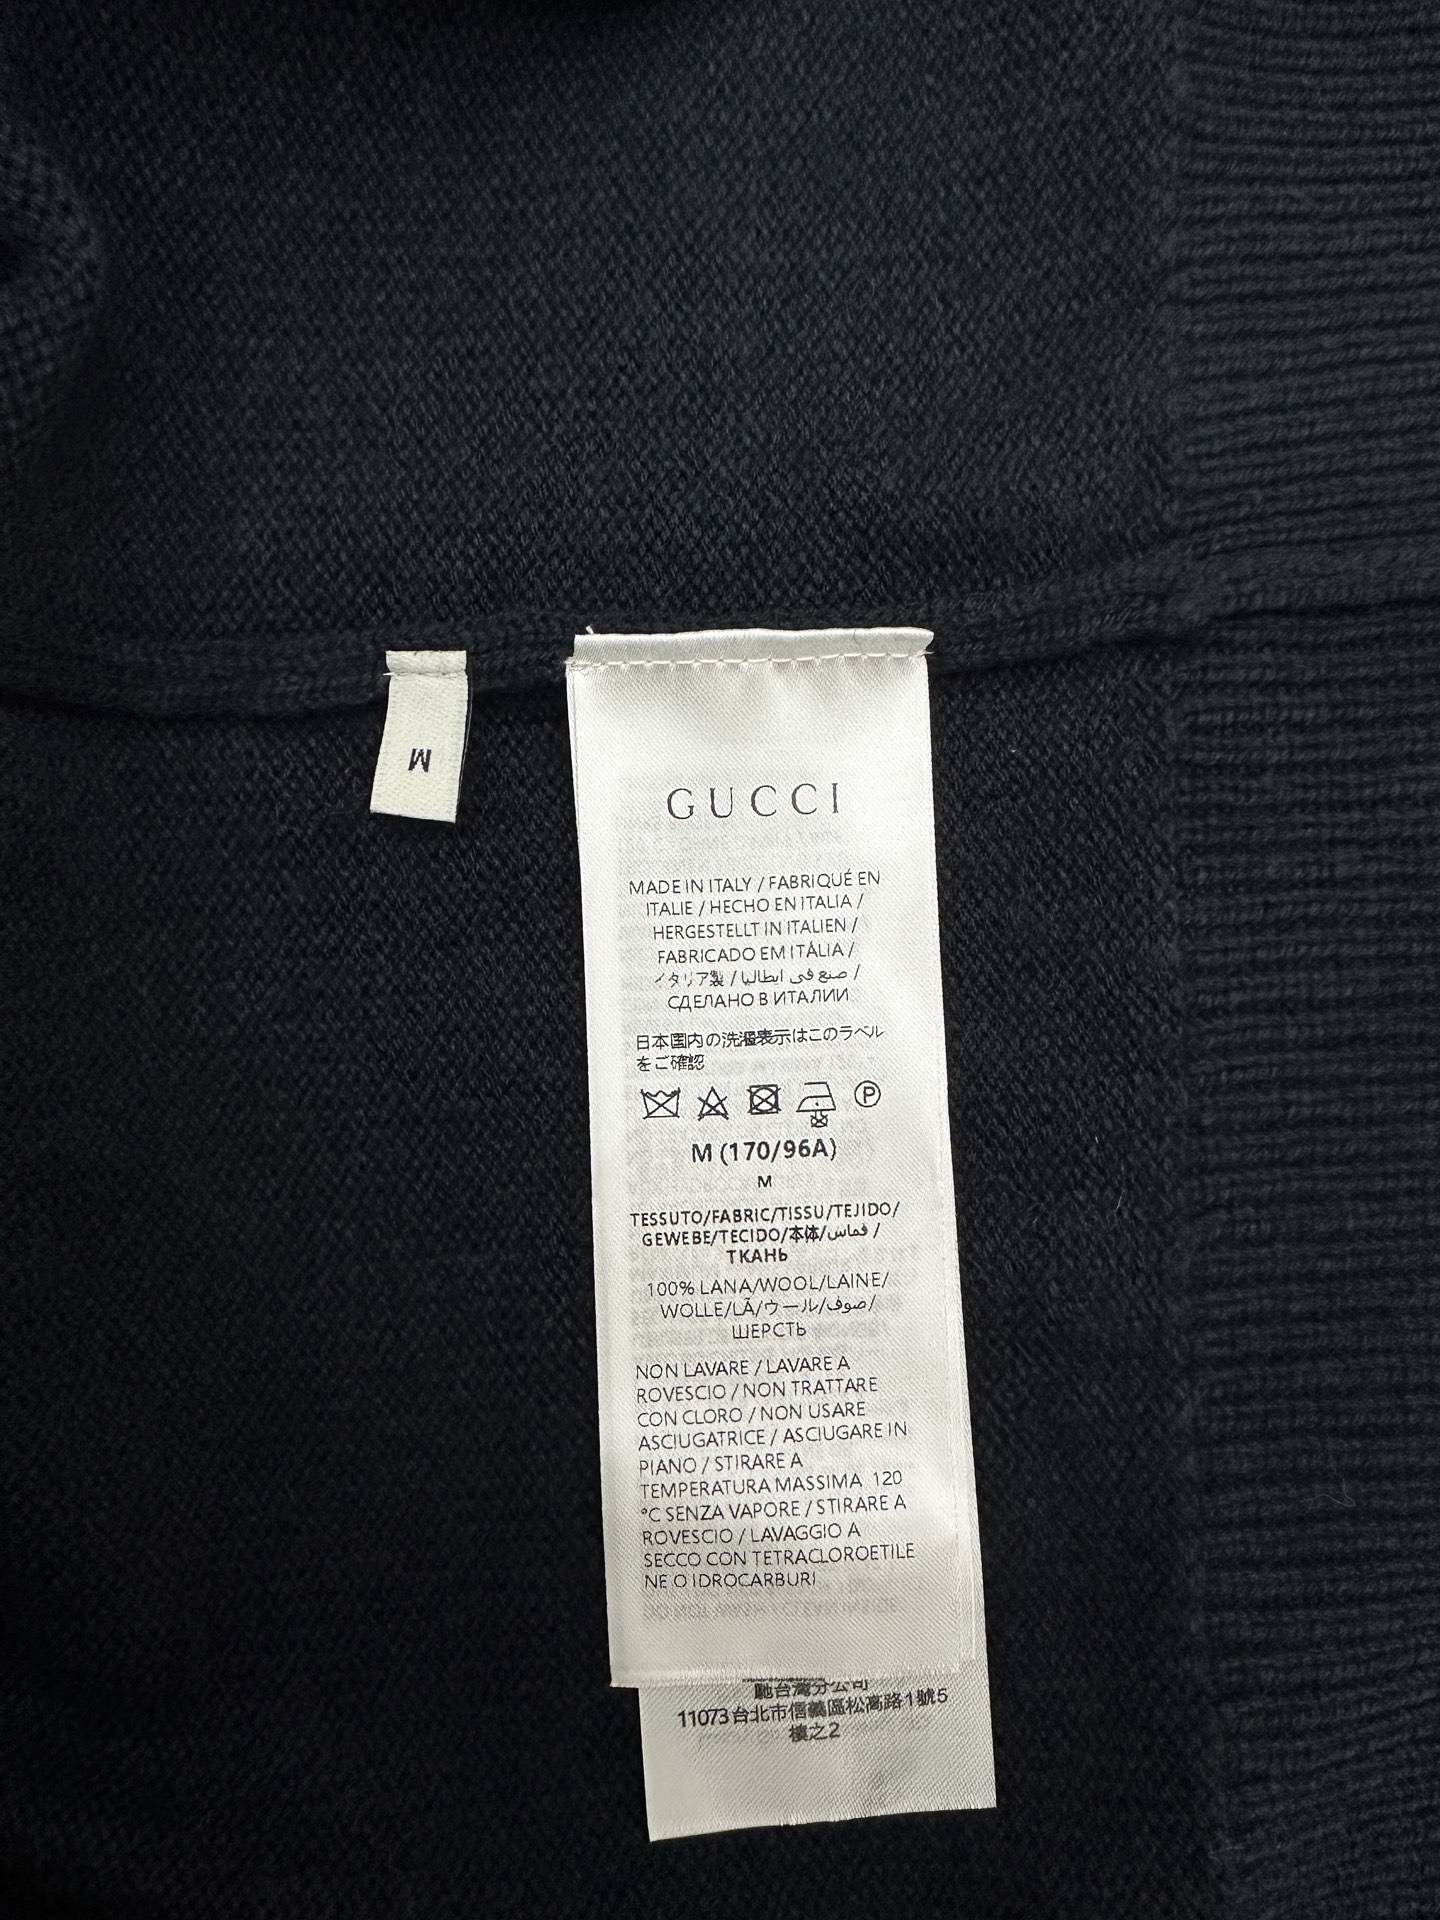 M
GUCCI
MADE IN ITALY / FABRIQUÉ EN
ITALIE / HECHO EN ITALIA /
HERGESTELLT IN ITALIEN /
FABRICADO EM ITÁLIA /
イタリア製 / صنع في ايطاليا /
СДЕЛАНО В ИТАЛИИ
日本国内の洗濯表示はこのラベル
をご確認
P
M (170/96A)
M
TESSUTO/FABRIC/TISSU/TEJIDO/
GEWEBE/TECIDO/本体/قماش /
ТКАНЬ
100% LANA/WOOL/LAINE/
WOLLE/LÃ/ウール/صوف/
ШЕРСТЬ
NON LAVARE / LAVARE A
ROVESCIO / NON TRATTARE
CON CLORO / NON USARE
ASCIUGATRICE / ASCIUGARE IN
PIANO / STIRARE A
TEMPERATURA MASSIMA 120
°C SENZA VAPORE / STIRARE A
ROVESCIO / LAVAGGIO A
SECCO CON TETRACLOROETILE
NE O IDROCARBURI
馳台灣分公司
11073台北市信義區松高路1號5
樓之2